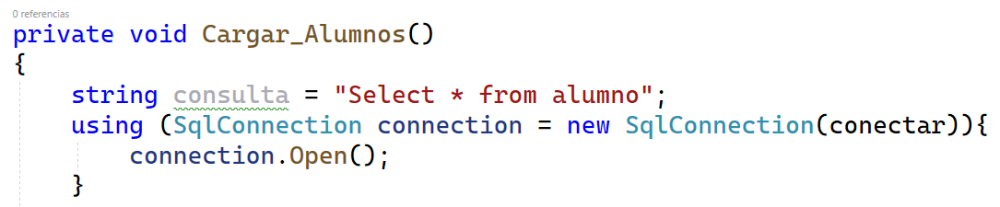 0 referencias
private void Cargar_Alumnos()
{
string consulta = "Select * from alumno";
using (SqlConnection connection = new SqlConnection(conectar)){
connection.Open();
}